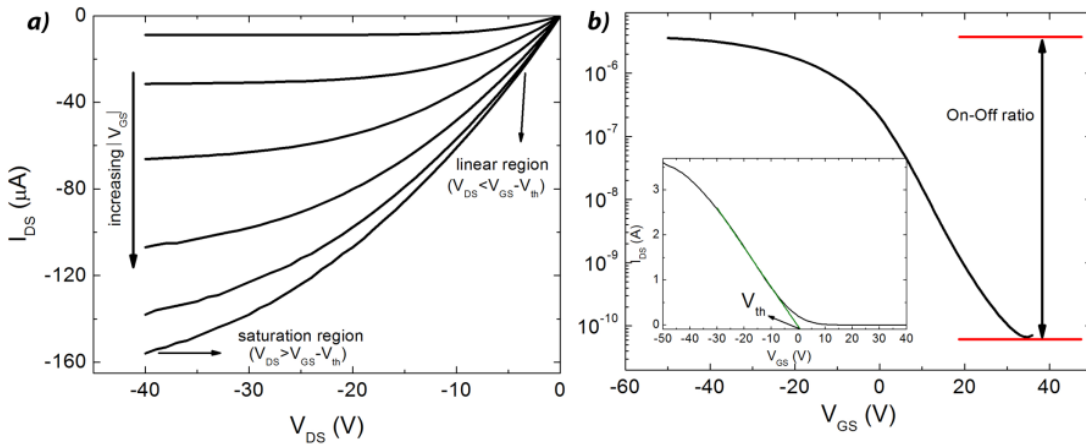 a)
0
-40
-80
-120
-160
I_DS (µA)
-40
-30
-20
-10
0
V_DS (V)
increasing | V_GS|
linear region
(V_DS<V_GS-V_th)
saturation region
(V_DS>V_GS-V_th)
b)
10^-6
10^-7
10^-8
10^-9
10^-10
-60
-40
-20
0
20
40
V_GS (V)
On-Off ratio
3
2
1
0
I_DS (A)
-50
-40
-30
-20
-10
0
10
20
30
40
V_GS (V)
V_th